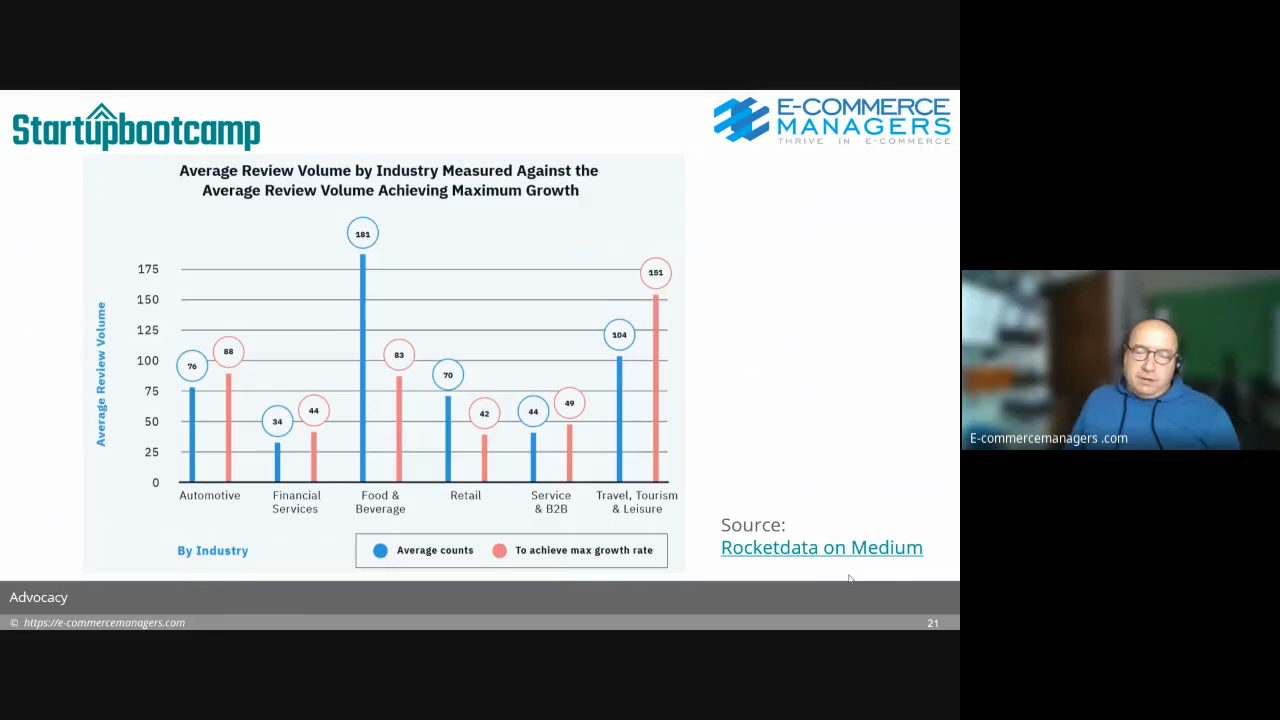 Startupbootcamp
E-COMMERCE
MANAGERS
THRIVE IN E-COMMERCE
Average Review Volume by Industry Measured Against the
Average Review Volume Achieving Maximum Growth
Average Review Volume
175
150
125
100
75
50
25
0
76
88
34
44
181
83
70
42
44
49
104
151
Automotive
Financial
Services
Food &
Beverage
Retail
Service
& B2B
Travel, Tourism
& Leisure
By Industry
Average counts
To achieve max growth rate
Source:
Rocketdata on Medium
E-commercemanagers .com
Advocacy
© https://e-commercemanagers.com
21